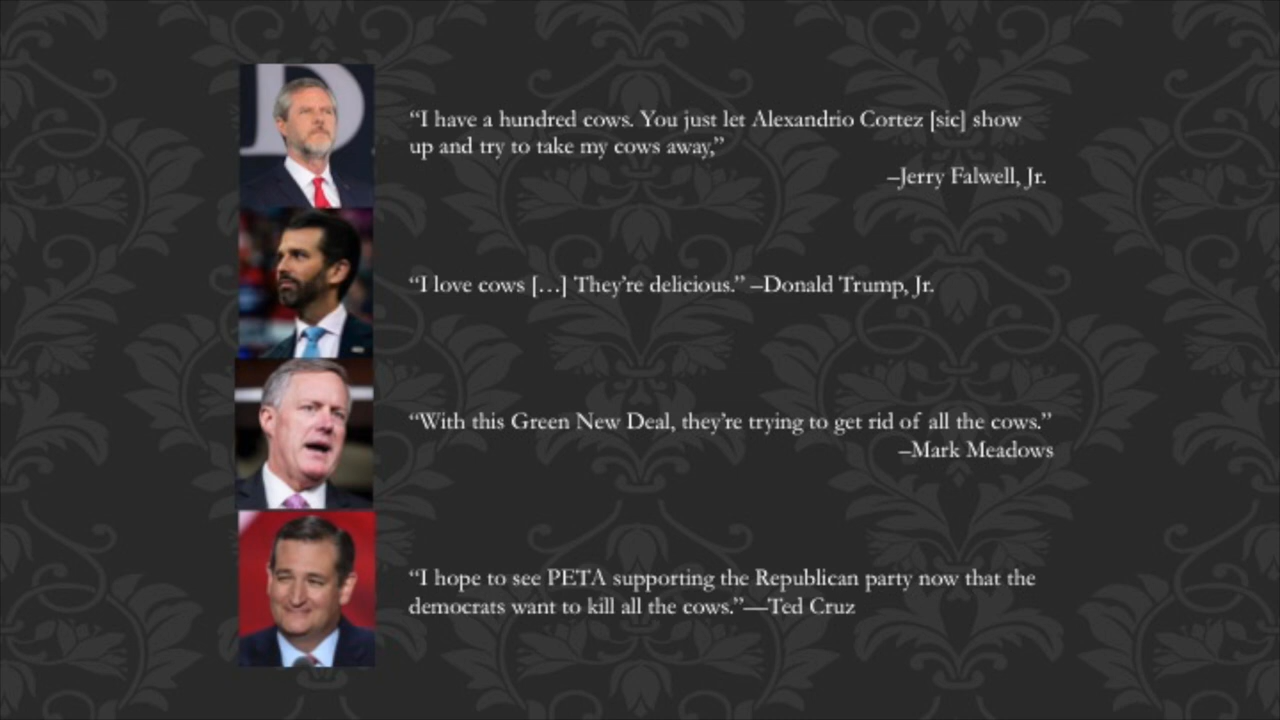 “I have a hundred cows. You just let Alexandrio Cortez [sic] show
up and try to take my cows away,”
–Jerry Falwell, Jr.
“I love cows […] They’re delicious.” –Donald Trump, Jr.
“With this Green New Deal, they’re trying to get rid of all the cows.”
–Mark Meadows
“I hope to see PETA supporting the Republican party now that the
democrats want to kill all the cows.”—Ted Cruz